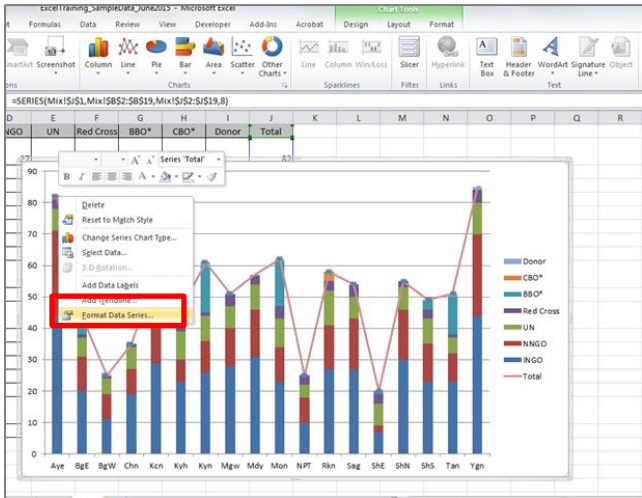 ExcelTraining_SampleData_June2015 - Microsoft Excel
Chart Tools
Formulas Data Review View Developer Add-Ins Acrobat Design Layout Format
SmartArt Screenshot Column Line Pie Bar Area Scatter Other Charts Line Column Win/Loss Slicer Hyperlink Text Box Header & Footer WordArt Signature Line Object
Charts Sparklines Filter Links Text
=SERIES(Mix!$J$1,Mix!$B$2:$B$19,Mix!$J$2:$J$19,8)
D E F G H I J K L M N O P Q R
NGO UN Red Cross BBO* CBO* Donor Total
27 82
Series "Total"
B I A
Delete
Reset to Match Style
Change Series Chart Type...
Select Data...
3-D Rotation...
Add Data Labels
Add Trendline...
Format Data Series...
90
80
70
60
50
40
30
20
10
0
Aye BgE BgW Chn Kcn Kyh Kyn Mgw Mdy Mon NPT Rkn Sag ShE ShN ShS Tan Ygn
Donor
CBO*
BBO*
Red Cross
UN
NNGO
INGO
Total